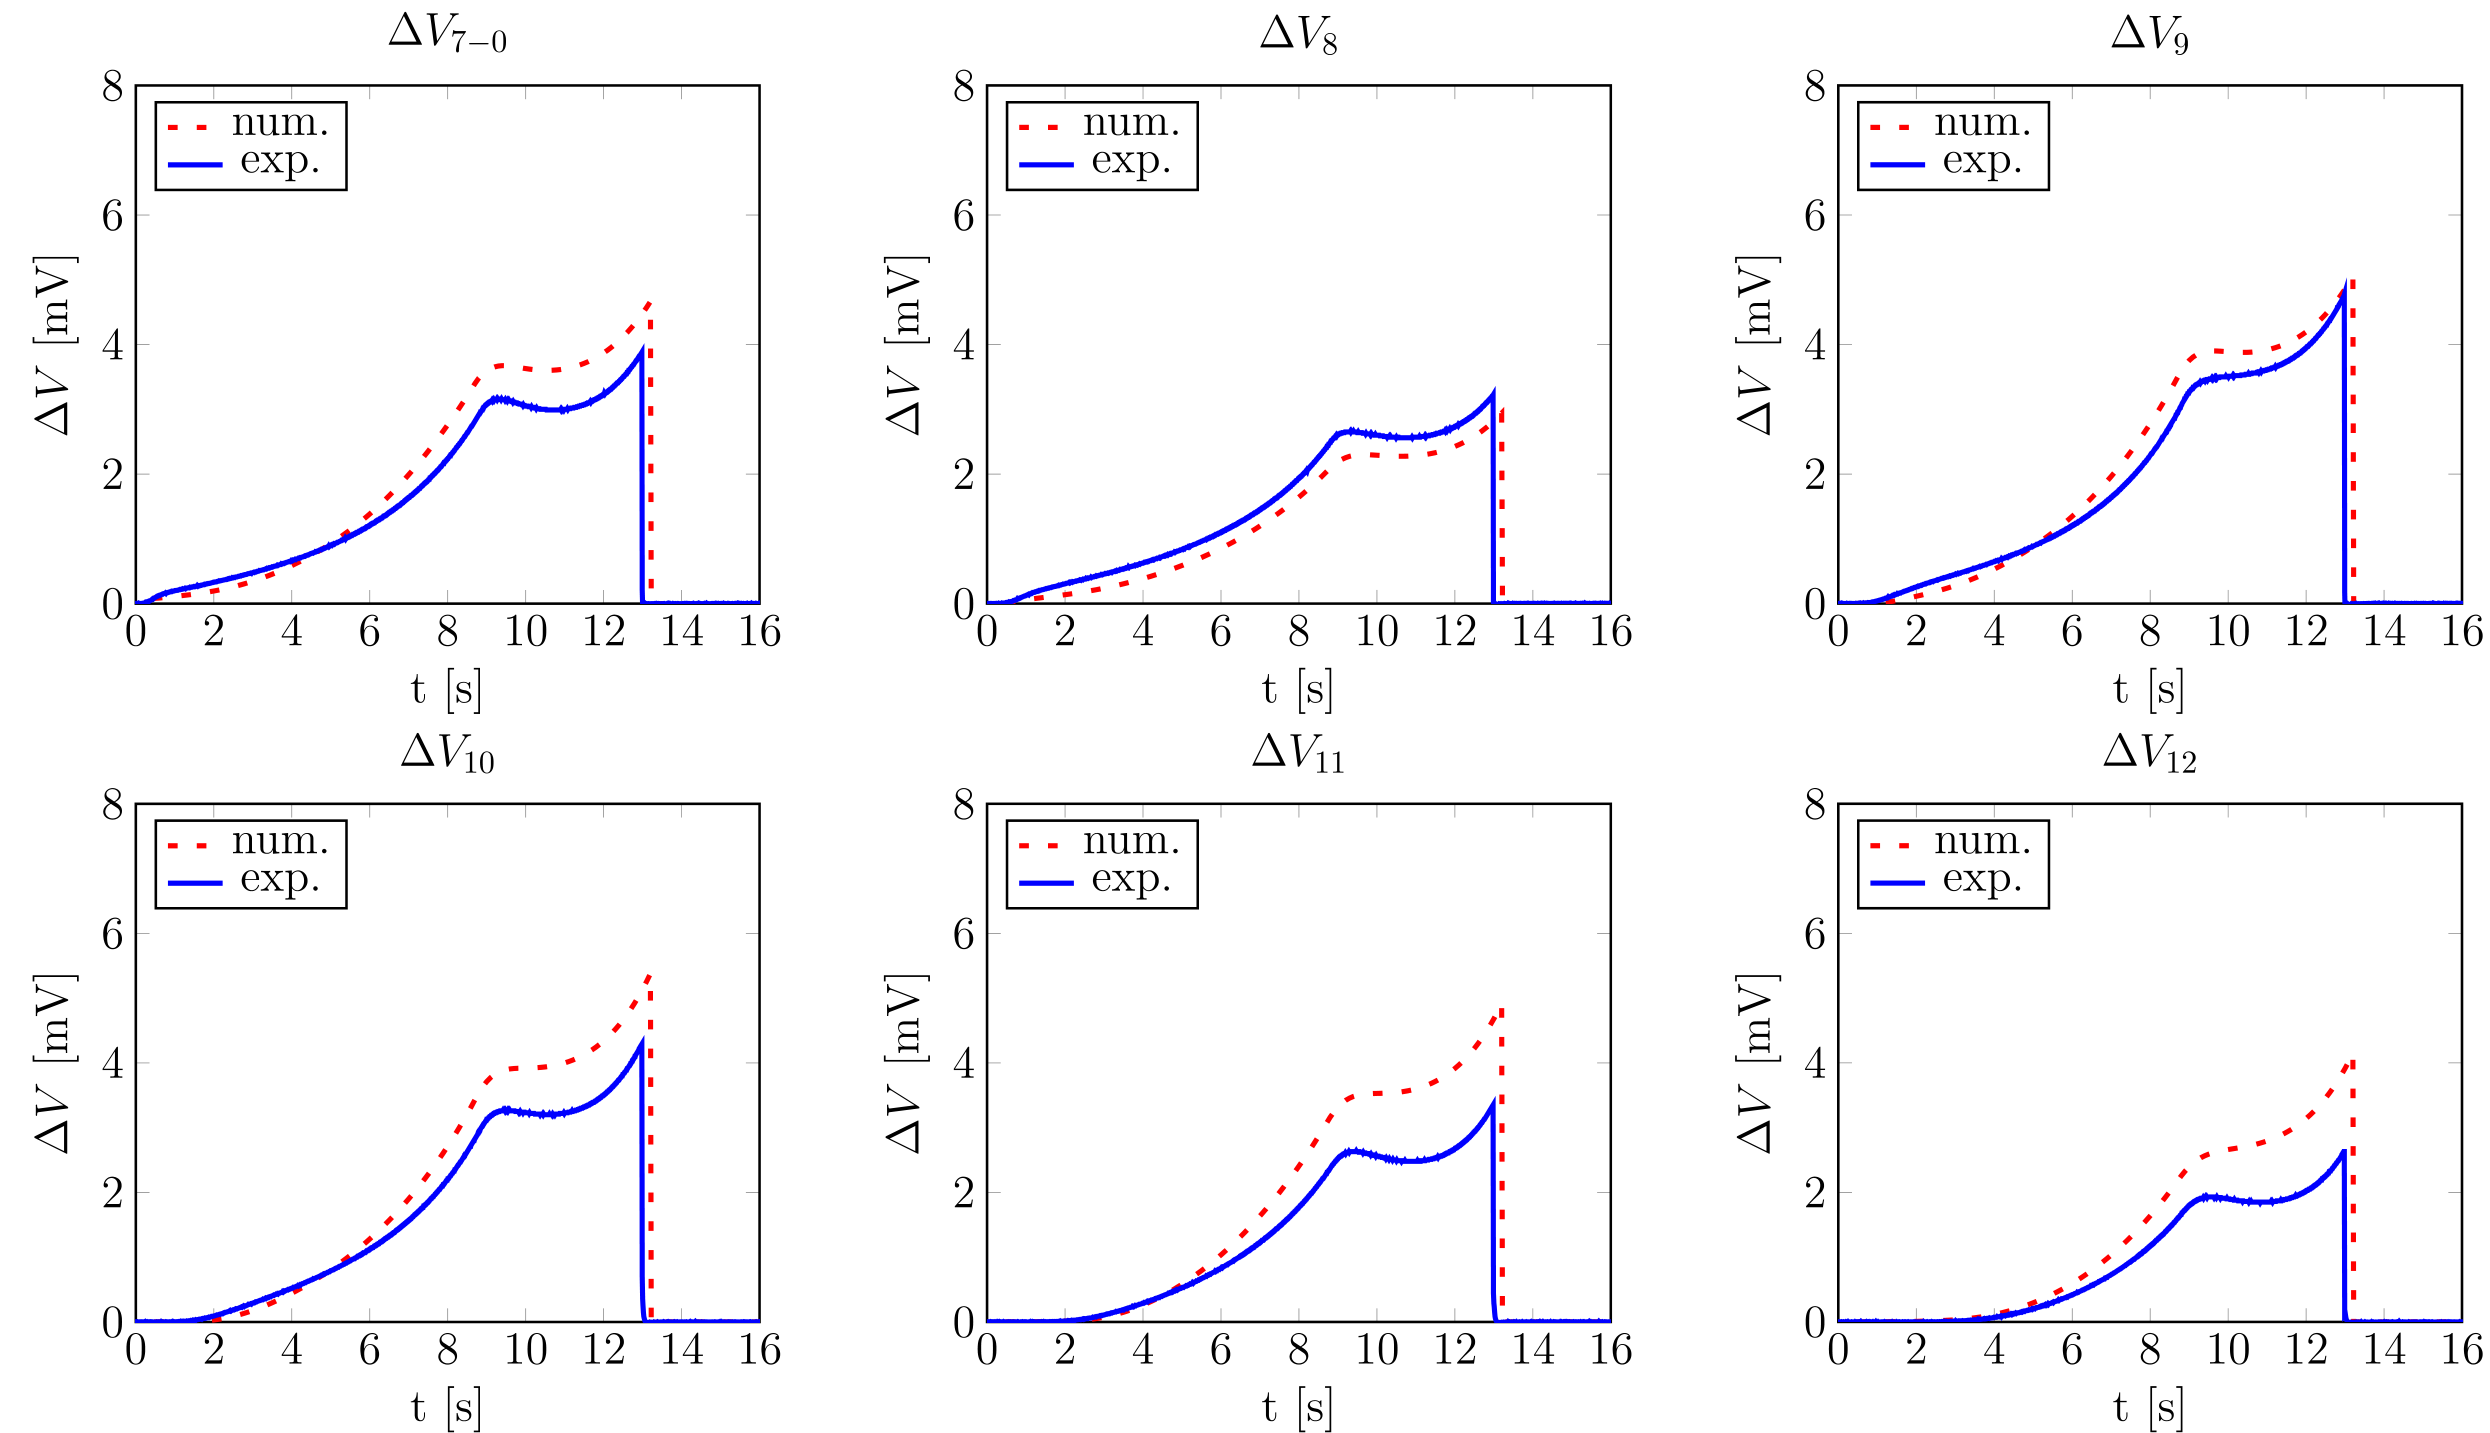 ΔV7−0
8
6
4
2
0
ΔV [mV]
num.
exp.
0 2 4 6 8 10 12 14 16
t [s]
ΔV8
8
6
4
2
0
ΔV [mV]
num.
exp.
0 2 4 6 8 10 12 14 16
t [s]
ΔV9
8
6
4
2
0
ΔV [mV]
num.
exp.
0 2 4 6 8 10 12 14 16
t [s]
ΔV10
8
6
4
2
0
ΔV [mV]
num.
exp.
0 2 4 6 8 10 12 14 16
t [s]
ΔV11
8
6
4
2
0
ΔV [mV]
num.
exp.
0 2 4 6 8 10 12 14 16
t [s]
ΔV12
8
6
4
2
0
ΔV [mV]
num.
exp.
0 2 4 6 8 10 12 14 16
t [s]